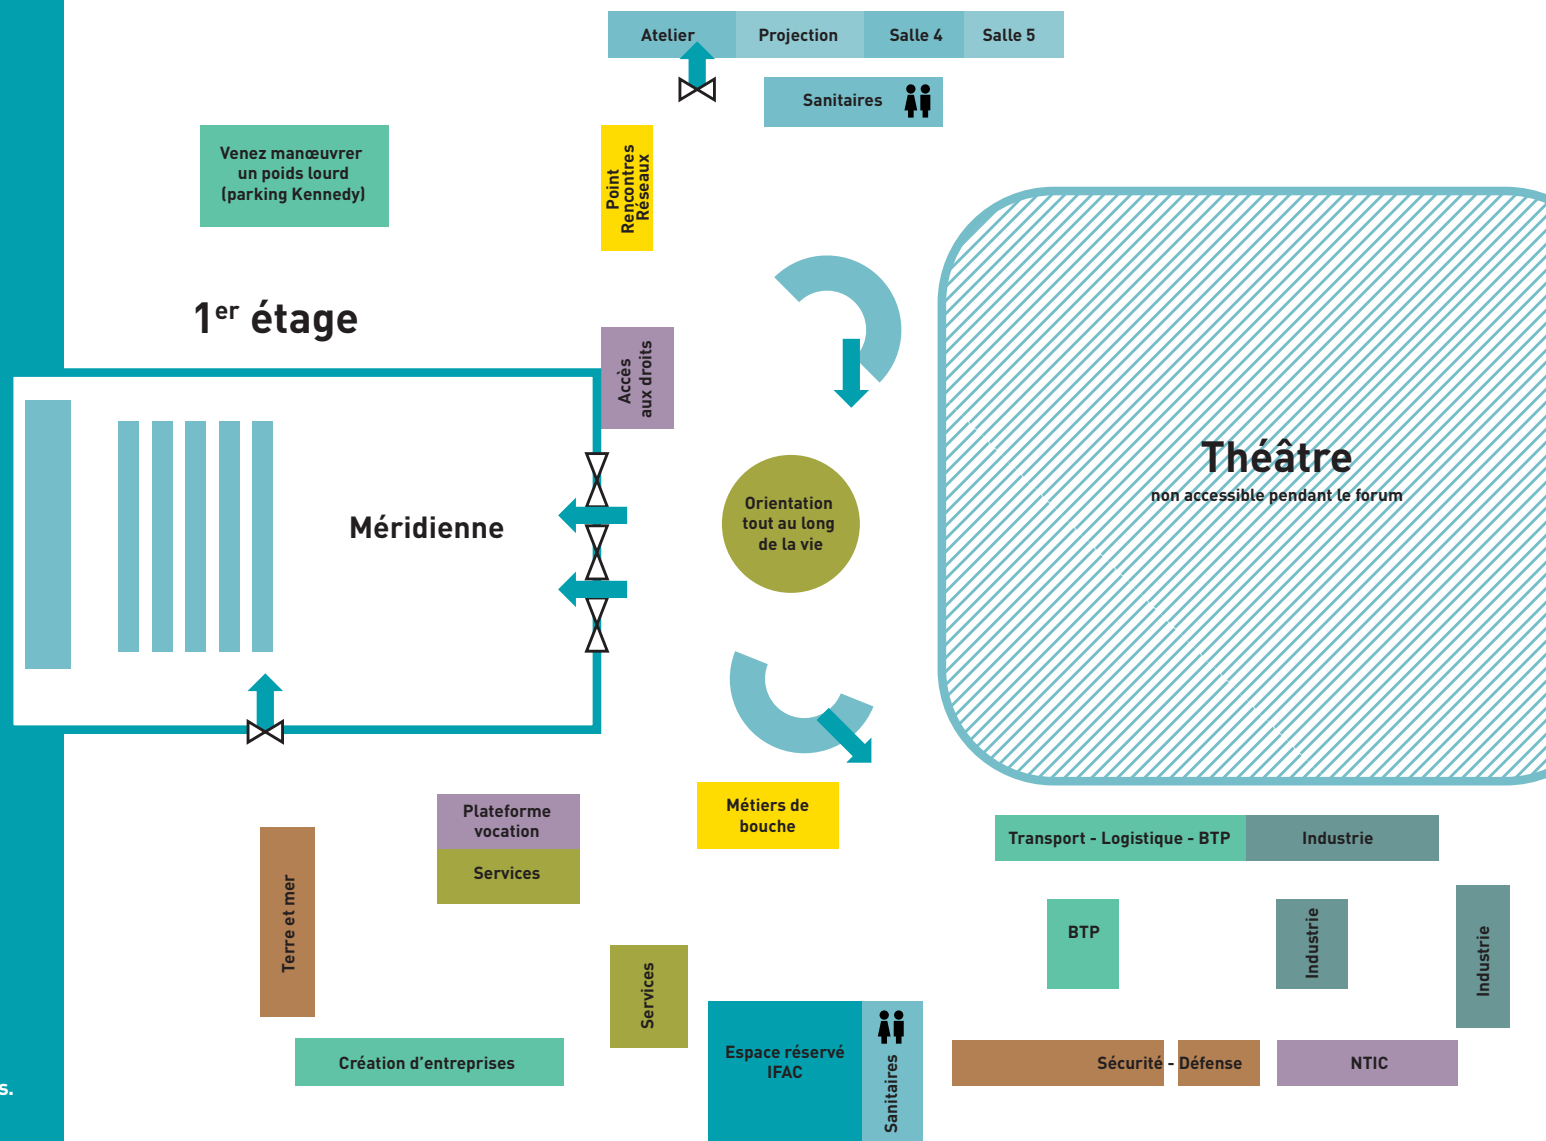 Atelier
Projection
Salle 4
Salle 5
Sanitaires
Venez manœuvrer
un poids lourd
(parking Kennedy)
Point
Rencontres
Réseaux
1er étage
Accès
aux droits
Méridienne
Orientation
tout au long
de la vie
Théâtre
non accessible pendant le forum
Plateforme
vocation
Services
Métiers de
bouche
Transport - Logistique - BTP
Industrie
Terre et mer
BTP
Industrie
Industrie
Services
Création d’entreprises
Espace réservé
IFAC
Sanitaires
Sécurité - Défense
NTIC
s.